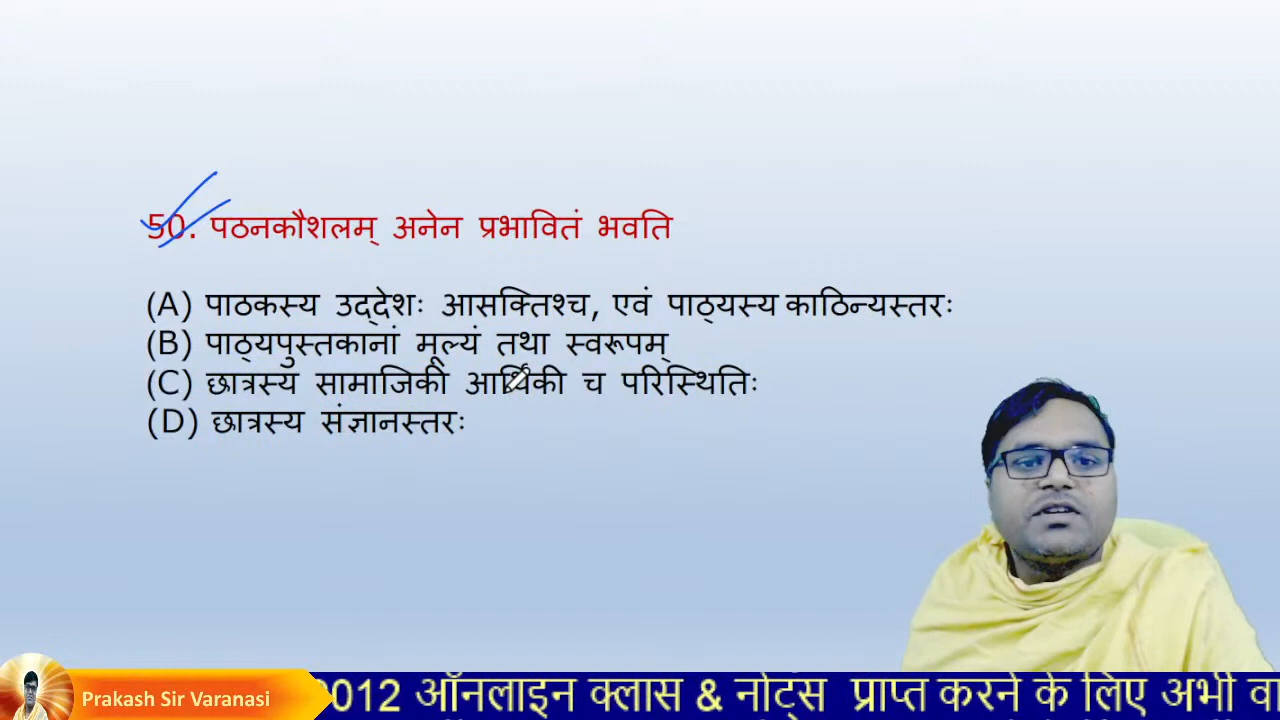 50. पठनकौशलम् अनेन प्रभावितं भवति
(A) पाठकस्य उद्देशः आसक्तिश्च, एवं पाठ्यस्य काठिन्यस्तरः
(B) पाठ्यपुस्तकानां मूल्यं तथा स्वरूपम्
(C) छात्रस्य सामाजिकी आर्थिकी च परिस्थितिः
(D) छात्रस्य संज्ञानस्तरः
Prakash Sir Varanasi
0012 ऑनलाइन क्लास & नोट्स प्राप्त करने के लिए अभी वा